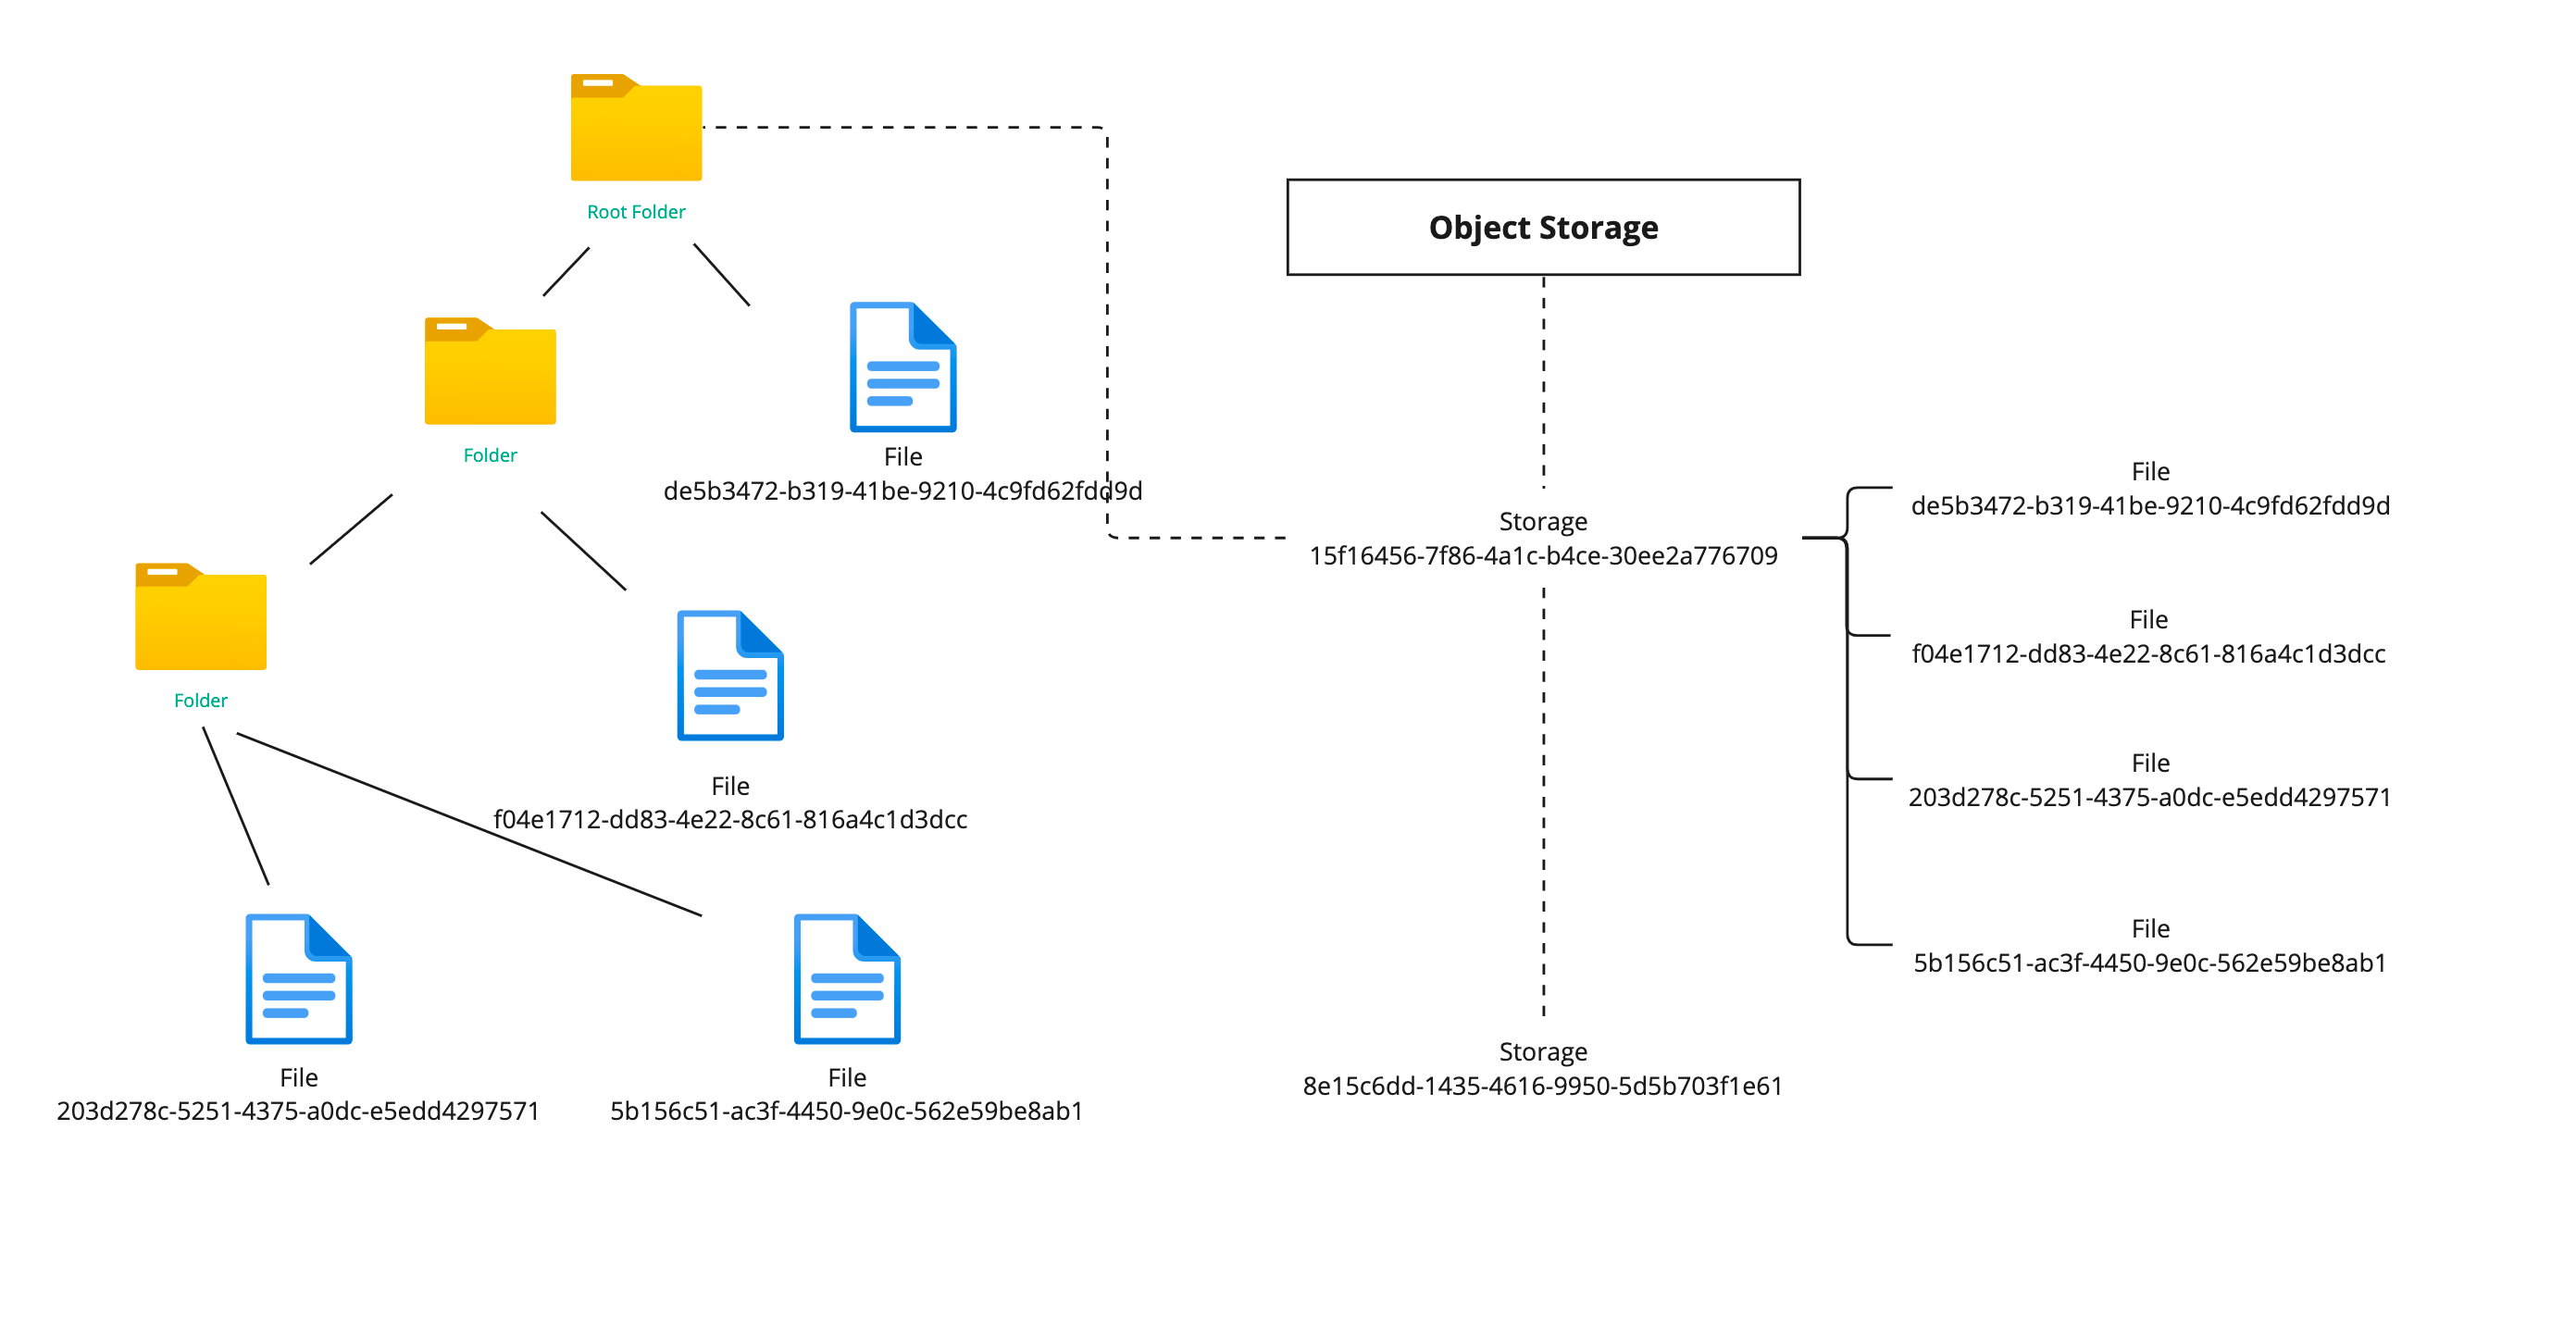 Root Folder
Object Storage
Folder
File
de5b3472-b319-41be-9210-4c9fd62fdd9d
File
de5b3472-b319-41be-9210-4c9fd62fdd9d
Storage
15f16456-7f86-4a1c-b4ce-30ee2a776709
File
f04e1712-dd83-4e22-8c61-816a4c1d3dcc
Folder
File
f04e1712-dd83-4e22-8c61-816a4c1d3dcc
File
203d278c-5251-4375-a0dc-e5edd4297571
File
5b156c51-ac3f-4450-9e0c-562e59be8ab1
File
203d278c-5251-4375-a0dc-e5edd4297571
File
5b156c51-ac3f-4450-9e0c-562e59be8ab1
Storage
8e15c6dd-1435-4616-9950-5d5b703f1e61